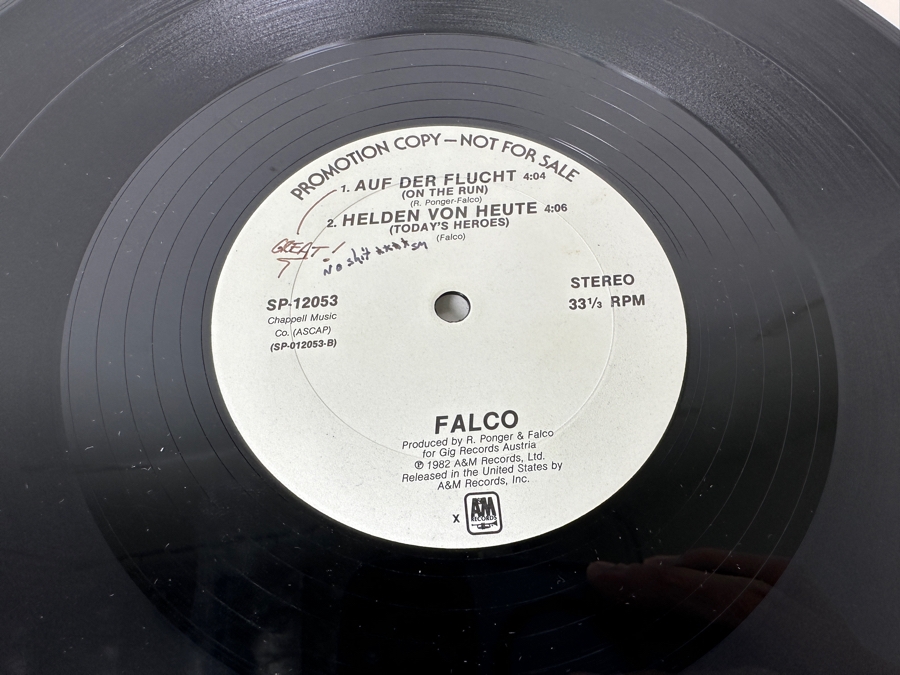 PROMOTION COPY—NOT FOR SALE
1. AUF DER FLUCHT 4:04
(ON THE RUN)
(R. Ponger-Falco)
2. HELDEN VON HEUTE 4:06
(TODAY'S HEROES)
(Falco)
GREAT!
NO shit **** SM
SP-12053
Chappell Music
Co. (ASCAP)
(SP-012053-B)
STEREO
33⅓ RPM
FALCO
Produced by R. Ponger & Falco
for Gig Records Austria
℗ 1982 A&M Records, Ltd.
Released in the United States by
A&M Records, Inc.
x
A&M
RECORDS